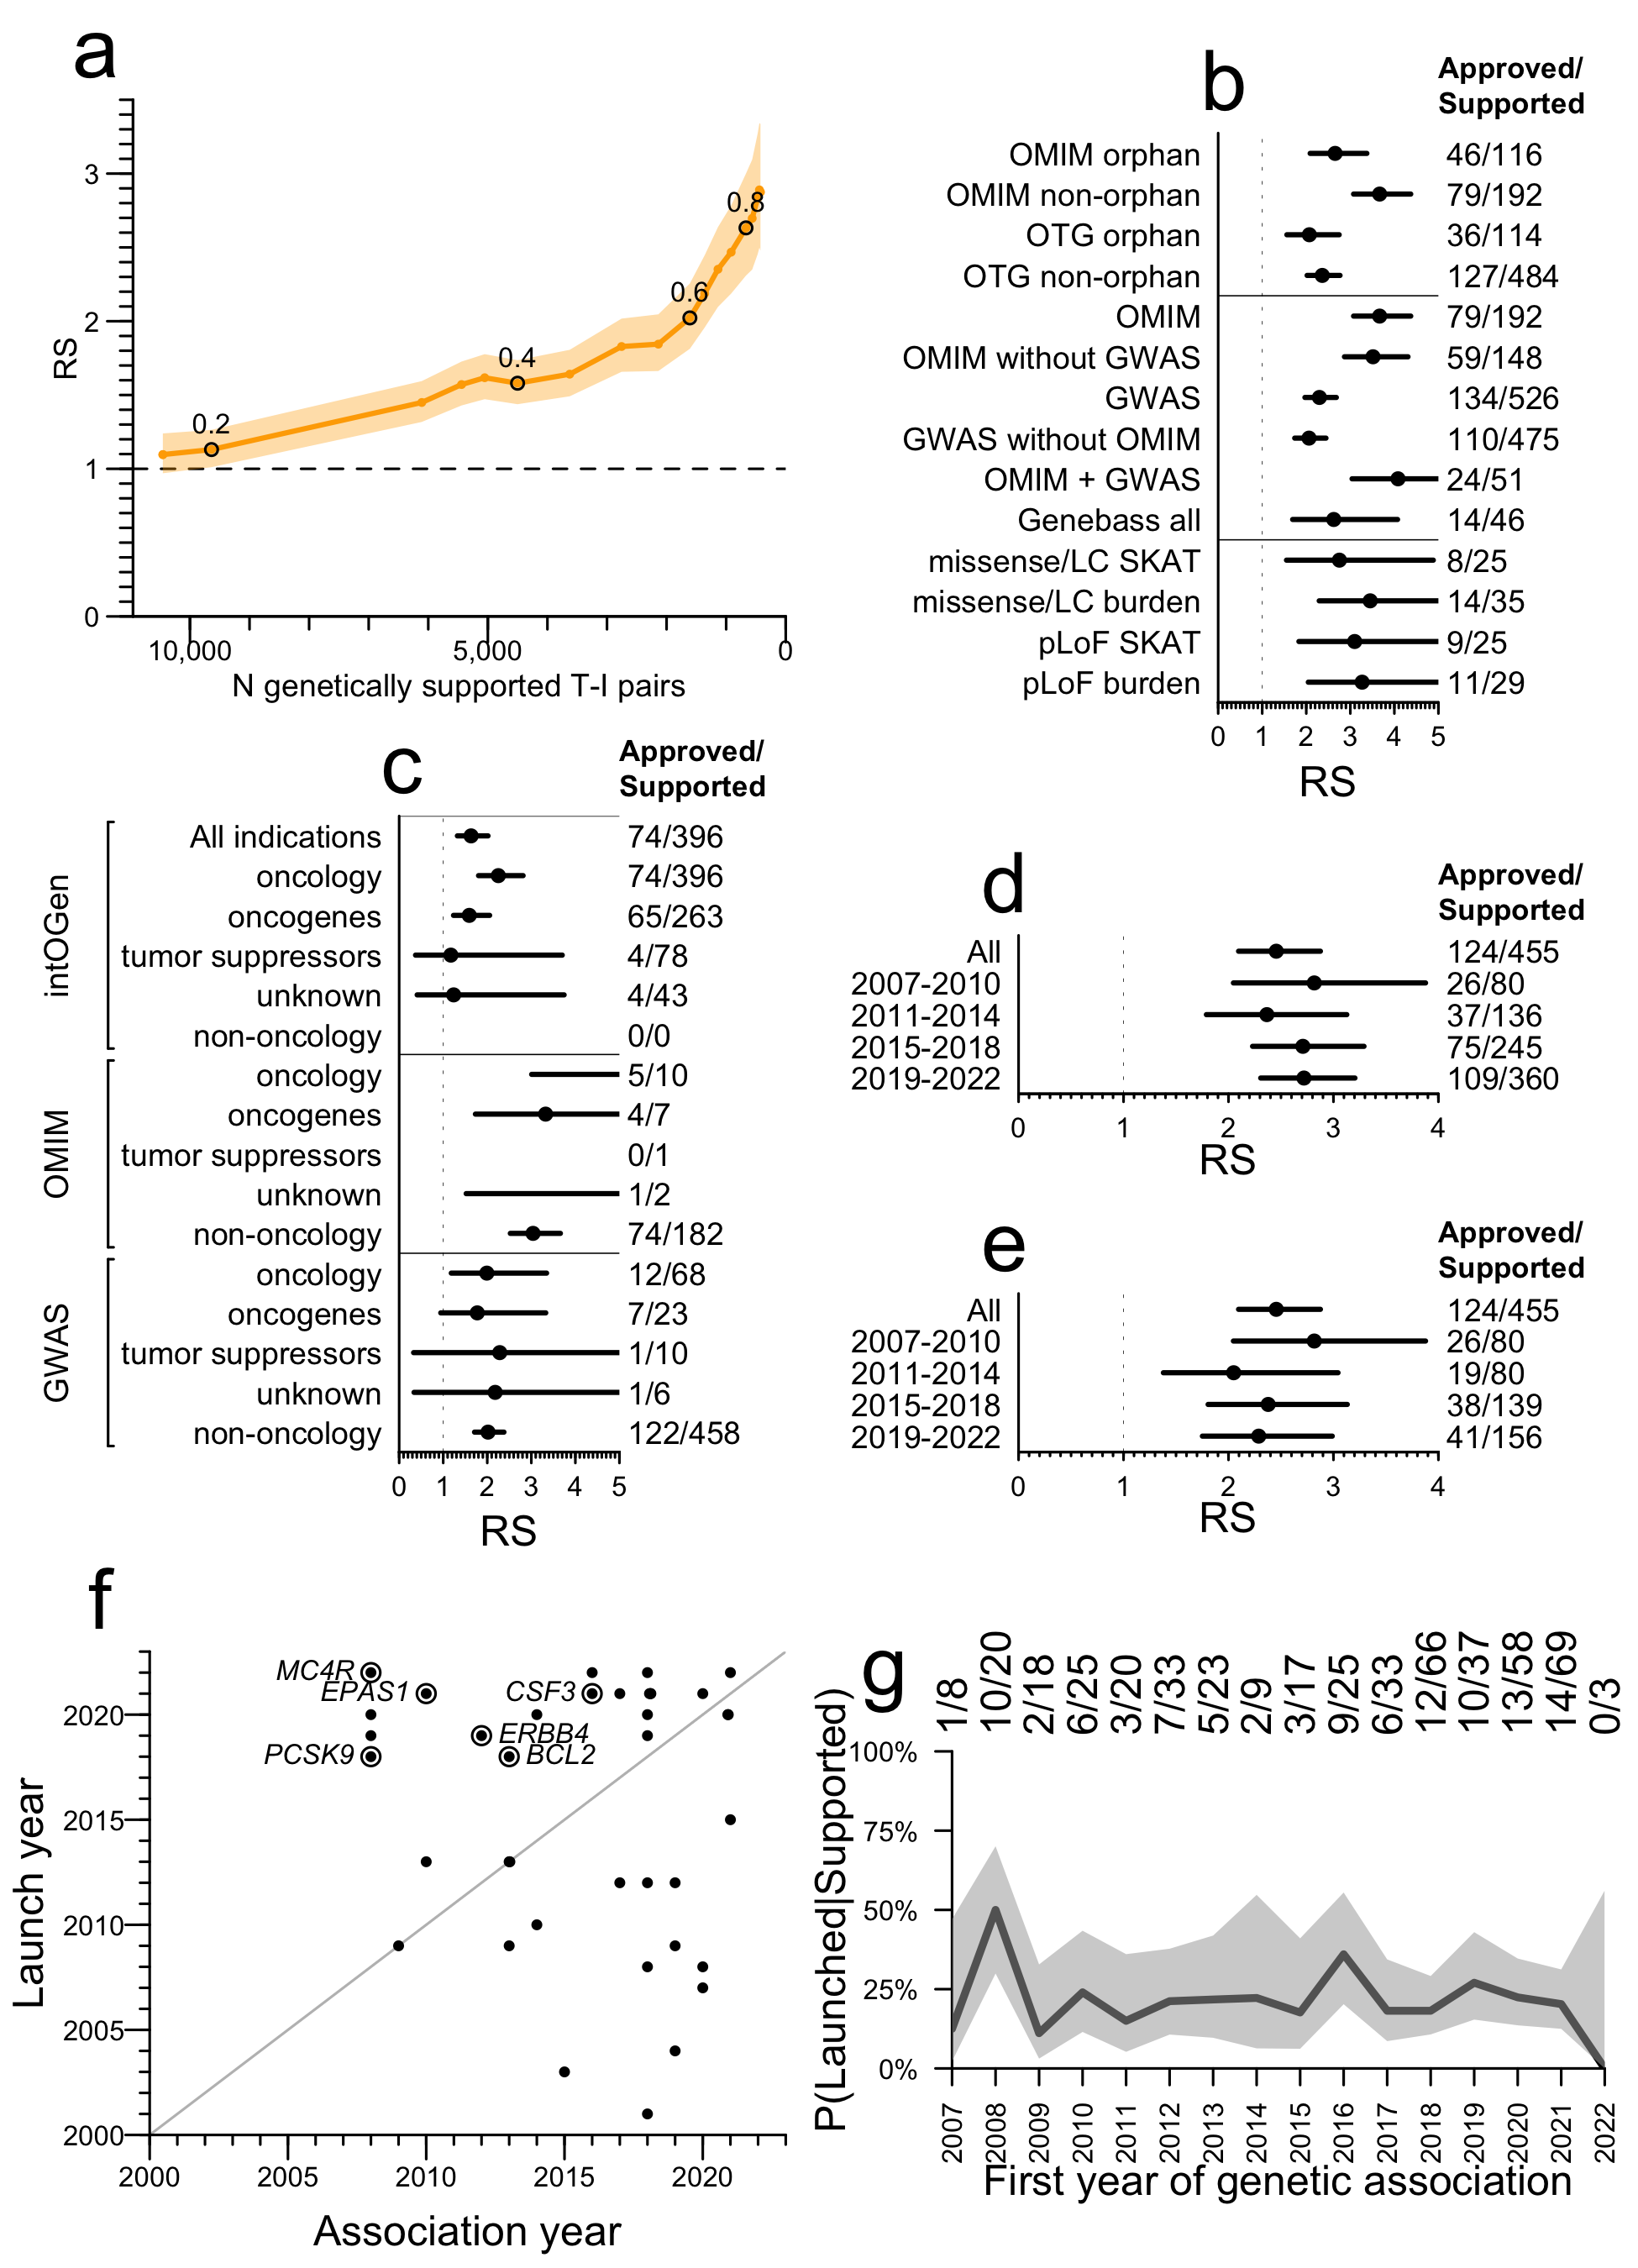 a
3
2
1
0
RS
0.2
0.4
0.6
0.8
10,000
5,000
0
N genetically supported T-I pairs
b
Approved/
Supported
OMIM orphan 46/116
OMIM non-orphan 79/192
OTG orphan 36/114
OTG non-orphan 127/484
OMIM 79/192
OMIM without GWAS 59/148
GWAS 134/526
GWAS without OMIM 110/475
OMIM + GWAS 24/51
Genebass all 14/46
missense/LC SKAT 8/25
missense/LC burden 14/35
pLoF SKAT 9/25
pLoF burden 11/29
0 1 2 3 4 5
RS
c
Approved/
Supported
intOGen
All indications 74/396
oncology 74/396
oncogenes 65/263
tumor suppressors 4/78
unknown 4/43
non-oncology 0/0
OMIM
oncology 5/10
oncogenes 4/7
tumor suppressors 0/1
unknown 1/2
non-oncology 74/182
GWAS
oncology 12/68
oncogenes 7/23
tumor suppressors 1/10
unknown 1/6
non-oncology 122/458
0 1 2 3 4 5
RS
d
Approved/
Supported
All 124/455
2007-2010 26/80
2011-2014 37/136
2015-2018 75/245
2019-2022 109/360
0 1 2 3 4
RS
e
Approved/
Supported
All 124/455
2007-2010 26/80
2011-2014 19/80
2015-2018 38/139
2019-2022 41/156
0 1 2 3 4
RS
f
MC4R
EPAS1
CSF3
ERBB4
PCSK9
BCL2
2020
2015
2010
2005
2000
Launch year
2000 2005 2010 2015 2020
Association year
g
1/8
10/20
2/18
6/25
3/20
7/33
5/23
2/9
3/17
9/25
6/33
12/66
10/37
13/58
14/69
0/3
100%
75%
50%
25%
0%
P(Launched|Supported)
2007
2008
2009
2010
2011
2012
2013
2014
2015
2016
2017
2018
2019
2020
2021
2022
First year of genetic association